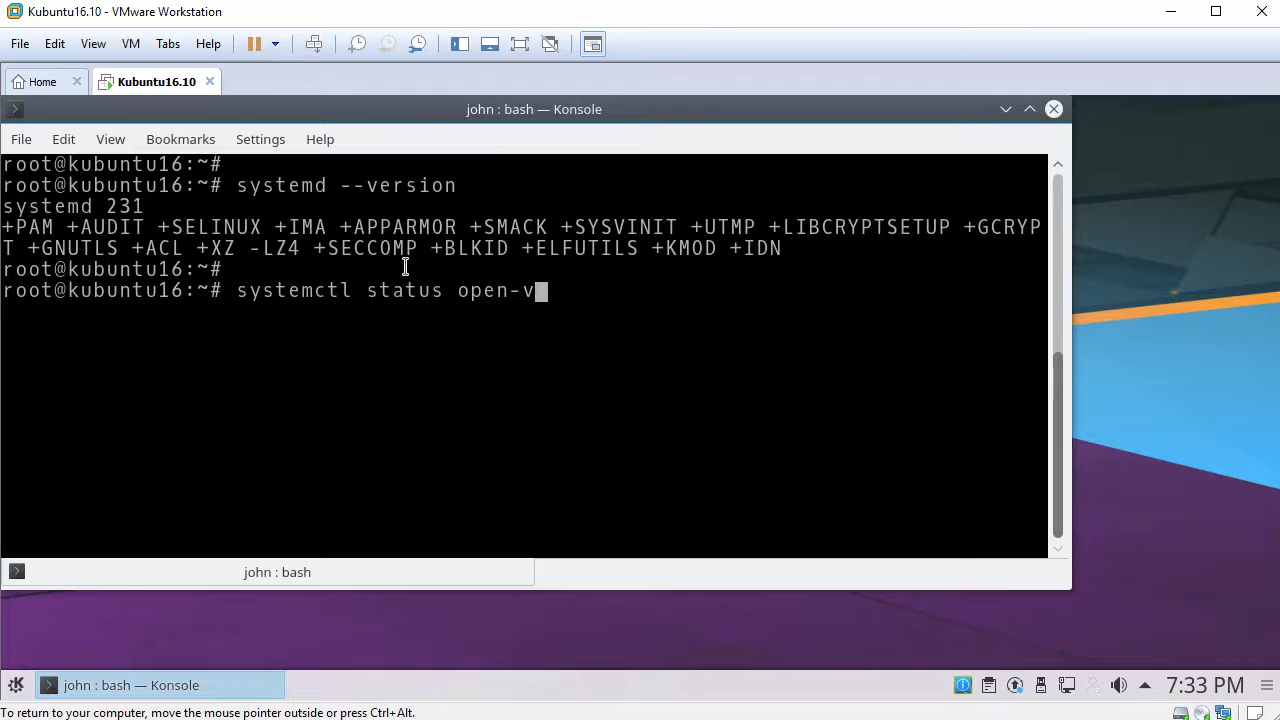 Kubuntu16.10 - VMware Workstation
File Edit View VM Tabs Help
Home Kubuntu16.10
john : bash — Konsole
File Edit View Bookmarks Settings Help
root@kubuntu16:~#
root@kubuntu16:~# systemd --version
systemd 231
+PAM +AUDIT +SELINUX +IMA +APPARMOR +SMACK +SYSVINIT +UTMP +LIBCRYPTSETUP +GCRYP
T +GNUTLS +ACL +XZ -LZ4 +SECCOMP +BLKID +ELFUTILS +KMOD +IDN
root@kubuntu16:~#
root@kubuntu16:~# systemctl status open-v
john : bash
john : bash — Konsole 7:33 PM
To return to your computer, move the mouse pointer outside or press Ctrl+Alt.